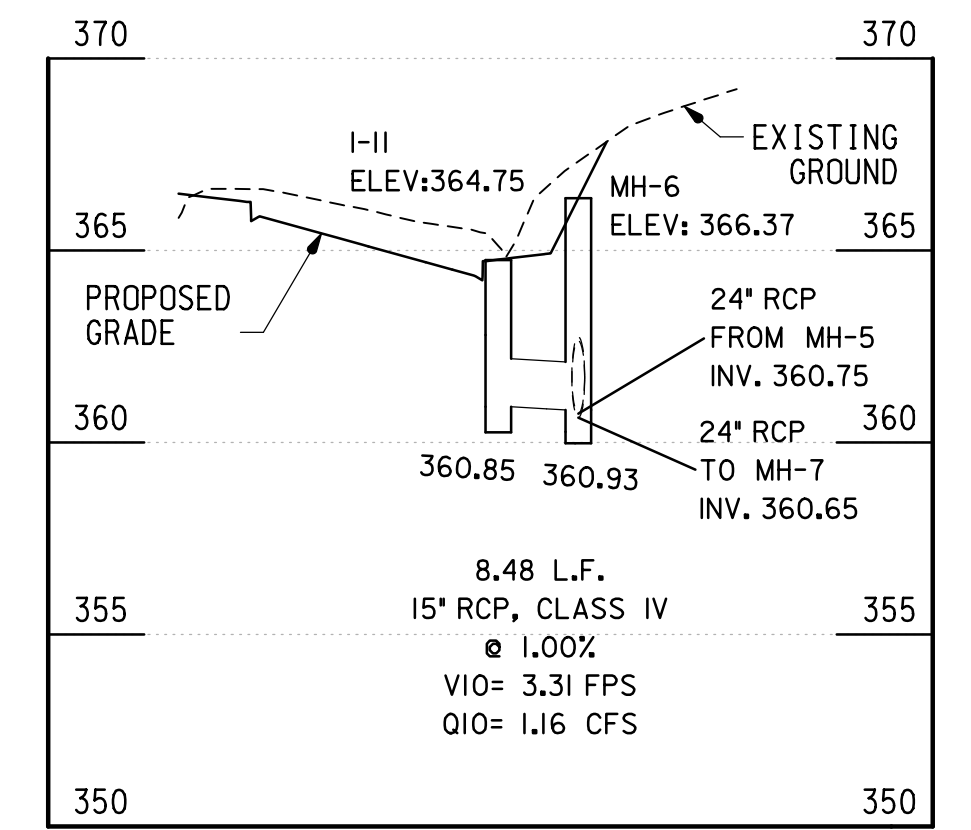 370 370
I-11
ELEV:364.75
EXISTING
GROUND
MH-6
ELEV: 366.37
365 365
PROPOSED
GRADE
24" RCP
FROM MH-5
INV. 360.75
360 360
24" RCP
TO MH-7
INV. 360.65
360.85 360.93
8.48 L.F.
15" RCP, CLASS IV
@ 1.00%
V10= 3.31 FPS
Q10= 1.16 CFS
355 355
350 350